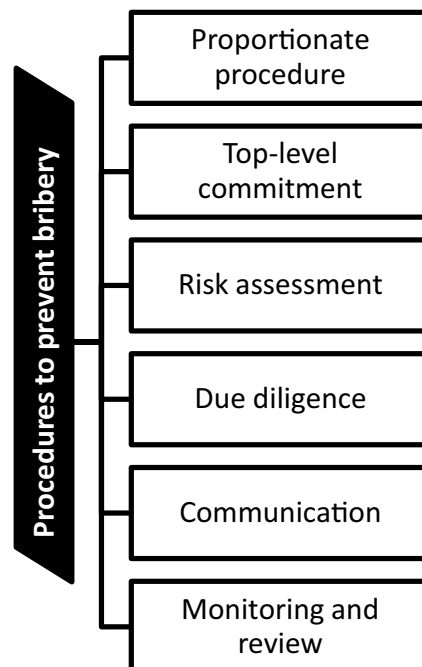 Procedures to prevent bribery
Proportionate
procedure
Top-level
commitment
Risk assessment
Due diligence
Communication
Monitoring and
review